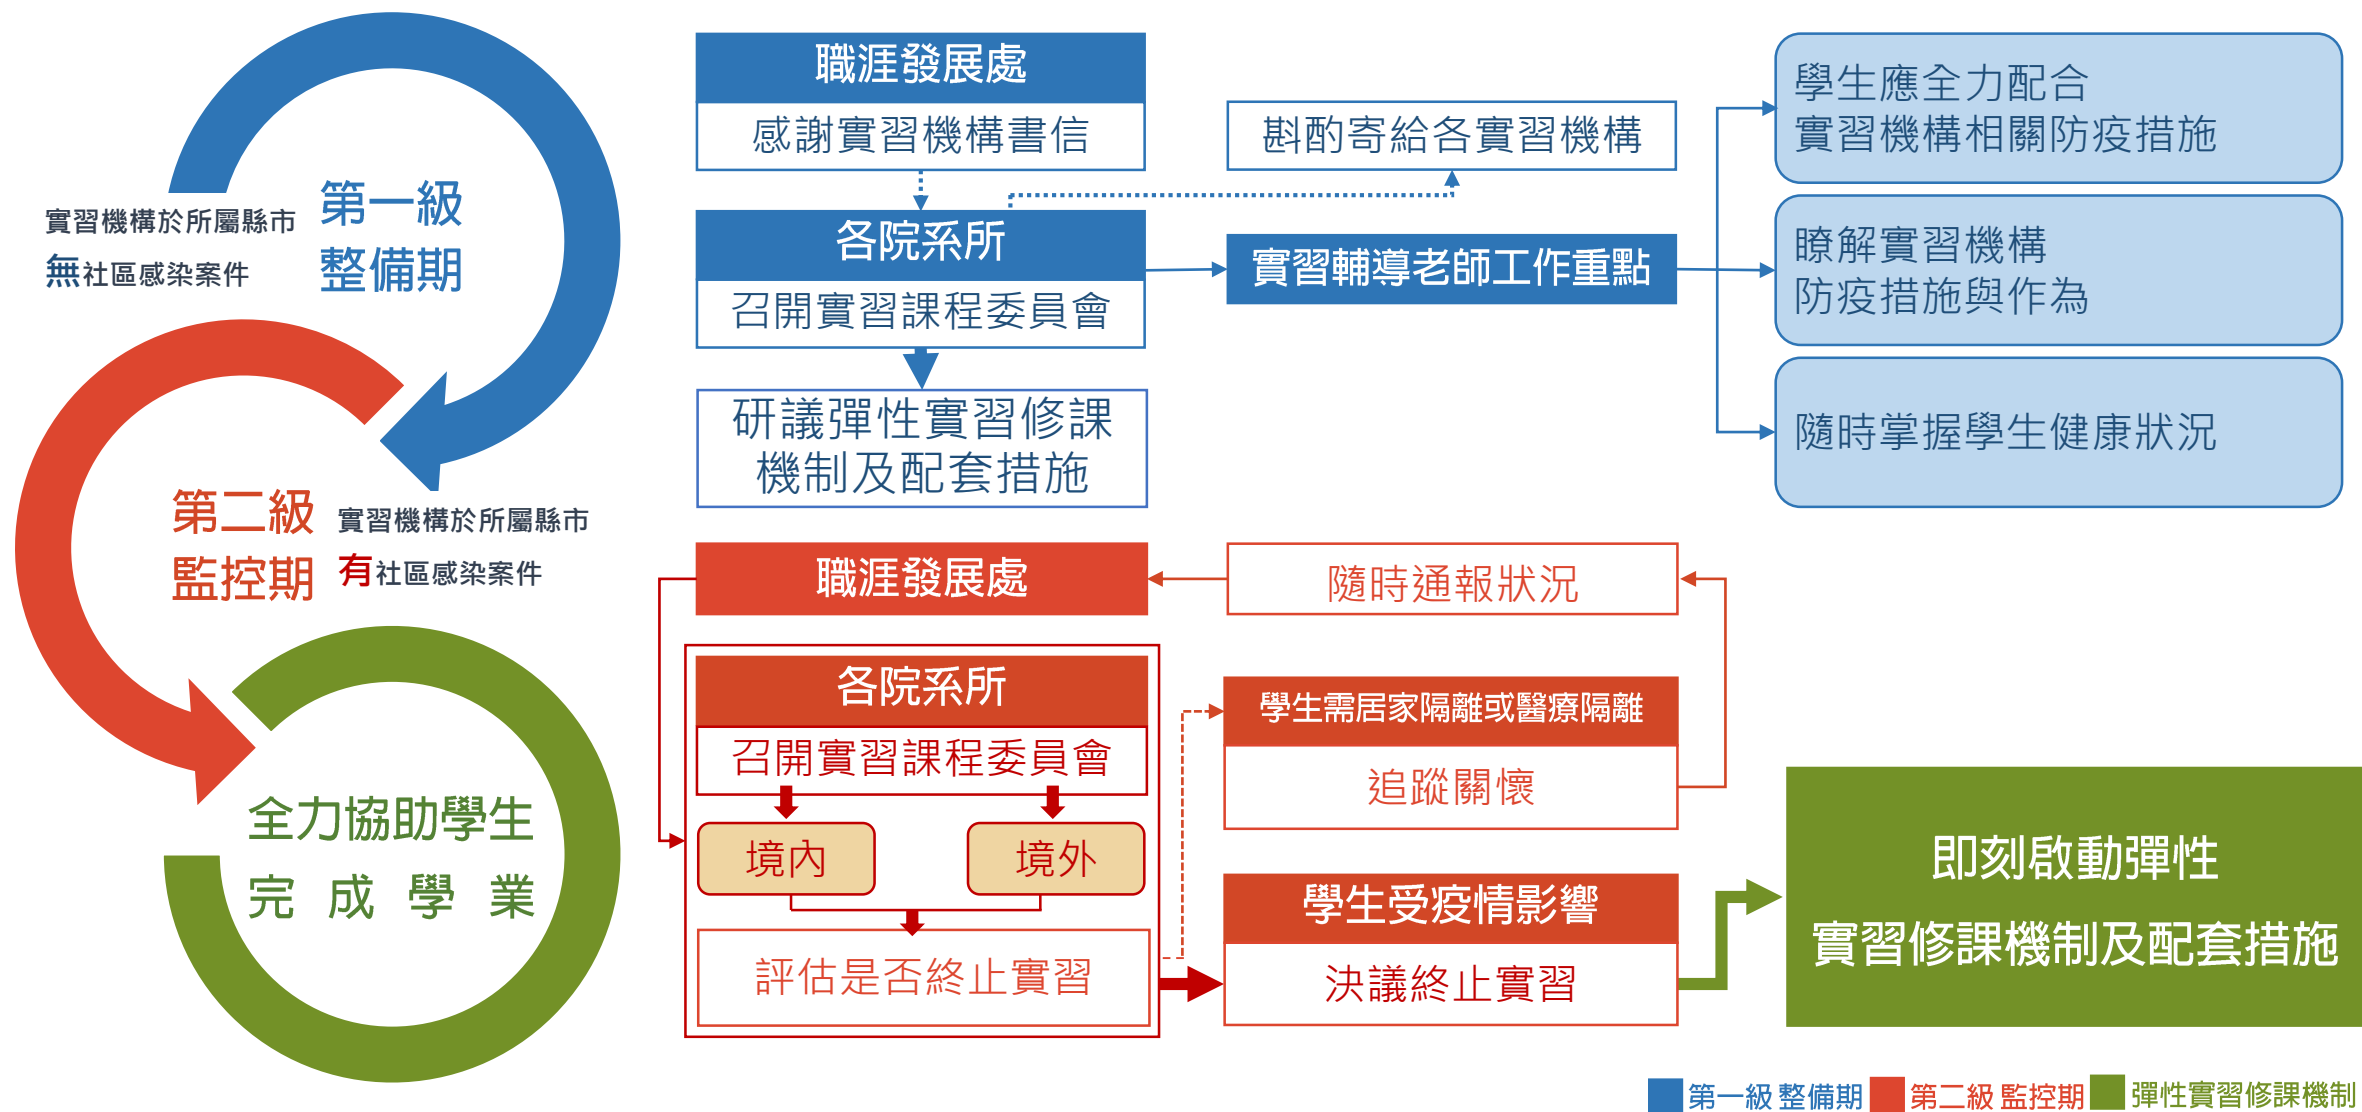 第一級
整備期
實習機構於所屬縣市
無社區感染案件
第二級
監控期
實習機構於所屬縣市
有社區感染案件
全力協助學生
完成學業
職涯發展處
感謝實習機構書信
斟酌寄給各實習機構
各院系所
召開實習課程委員會
實習輔導老師工作重點
研議彈性實習修課
機制及配套措施
學生應全力配合
實習機構相關防疫措施
瞭解實習機構
防疫措施與作為
隨時掌握學生健康狀況
職涯發展處
隨時通報狀況
各院系所
召開實習課程委員會
境內
境外
評估是否終止實習
學生需居家隔離或醫療隔離
追蹤關懷
學生受疫情影響
決議終止實習
即刻啟動彈性
實習修課機制及配套措施
第一級 整備期
第二級 監控期
彈性實習修課機制